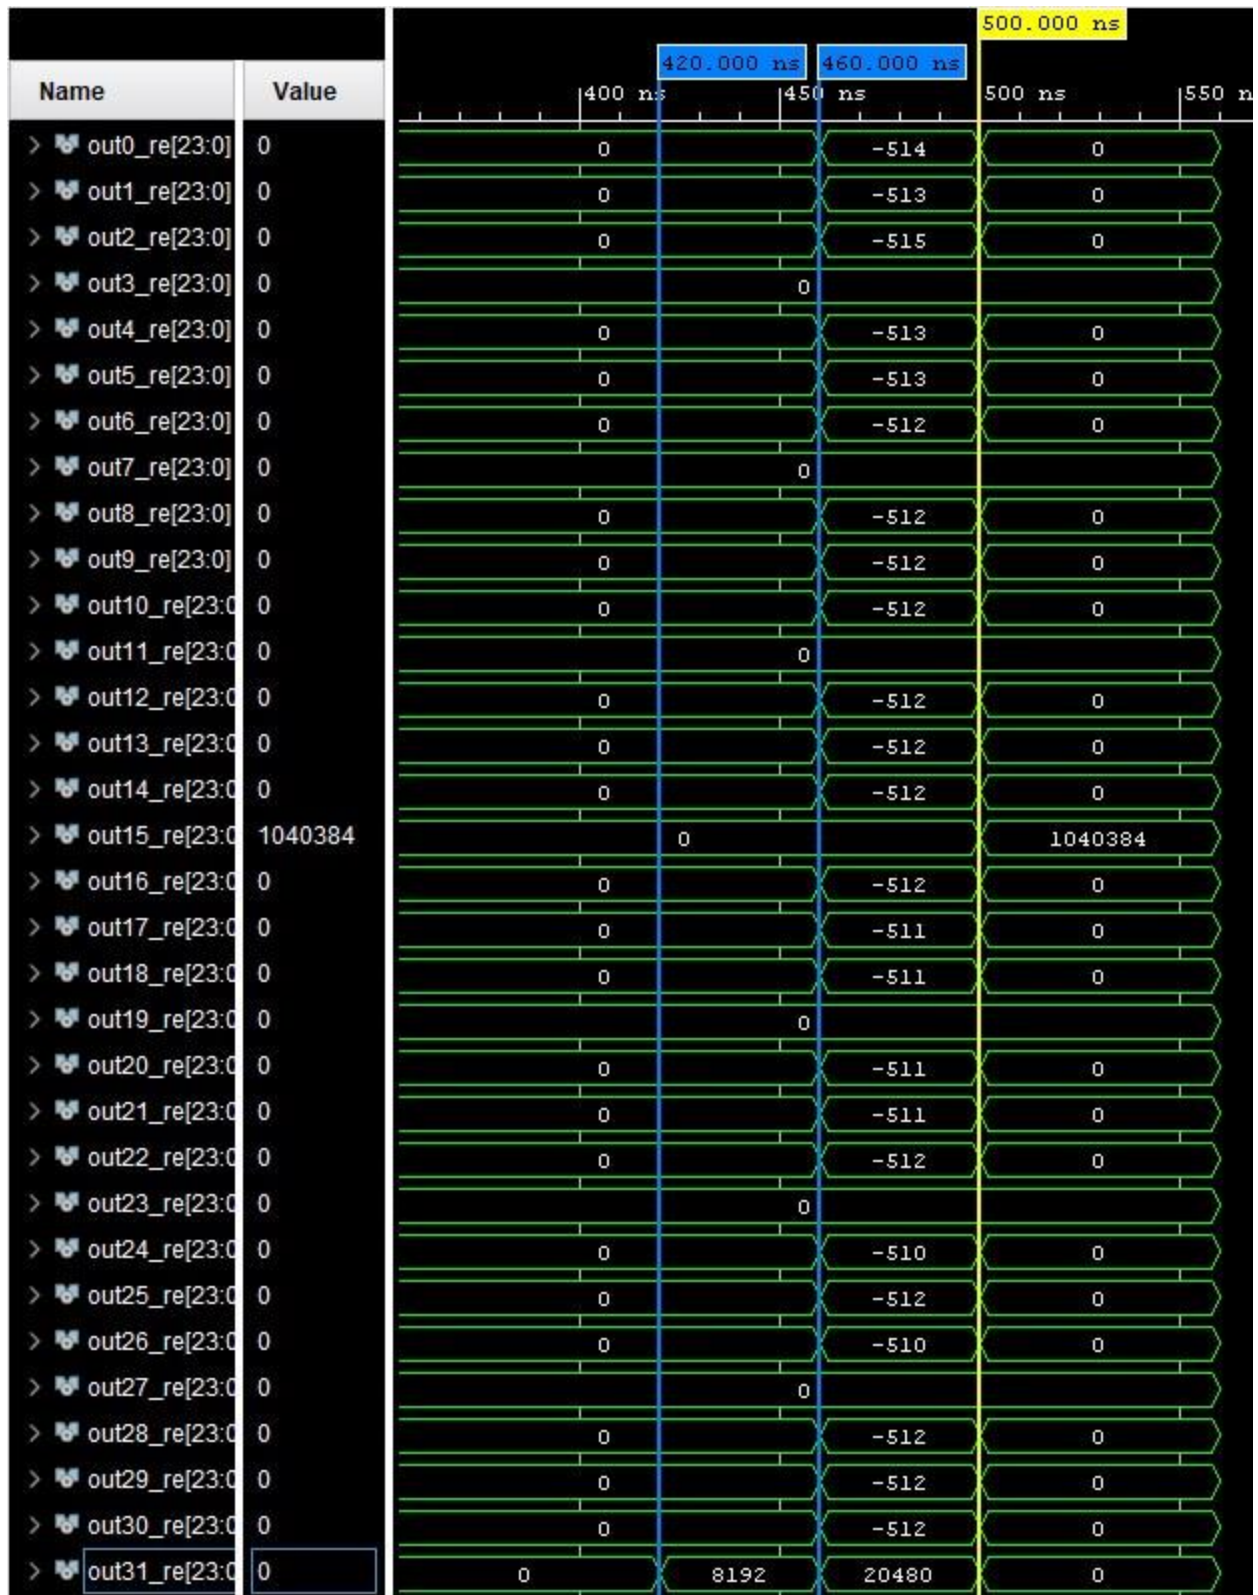 500.000 ns
420.000 ns 460.000 ns
Name Value 400 ns 450 ns 500 ns 550 n
out0_re[23:0] 0 0 -514 0
out1_re[23:0] 0 0 -513 0
out2_re[23:0] 0 0 -515 0
out3_re[23:0] 0 0
out4_re[23:0] 0 0 -513 0
out5_re[23:0] 0 0 -513 0
out6_re[23:0] 0 0 -512 0
out7_re[23:0] 0 0
out8_re[23:0] 0 0 -512 0
out9_re[23:0] 0 0 -512 0
out10_re[23:0 0 0 -512 0
out11_re[23:0 0 0
out12_re[23:0 0 0 -512 0
out13_re[23:0 0 0 -512 0
out14_re[23:0 0 0 -512 0
out15_re[23:0 1040384 0 1040384
out16_re[23:0 0 0 -512 0
out17_re[23:0 0 0 -511 0
out18_re[23:0 0 0 -511 0
out19_re[23:0 0 0
out20_re[23:0 0 0 -511 0
out21_re[23:0 0 0 -511 0
out22_re[23:0 0 0 -512 0
out23_re[23:0 0 0
out24_re[23:0 0 0 -510 0
out25_re[23:0 0 0 -512 0
out26_re[23:0 0 0 -510 0
out27_re[23:0 0 0
out28_re[23:0 0 0 -512 0
out29_re[23:0 0 0 -512 0
out30_re[23:0 0 0 -512 0
out31_re[23:0 0 0 8192 20480 0